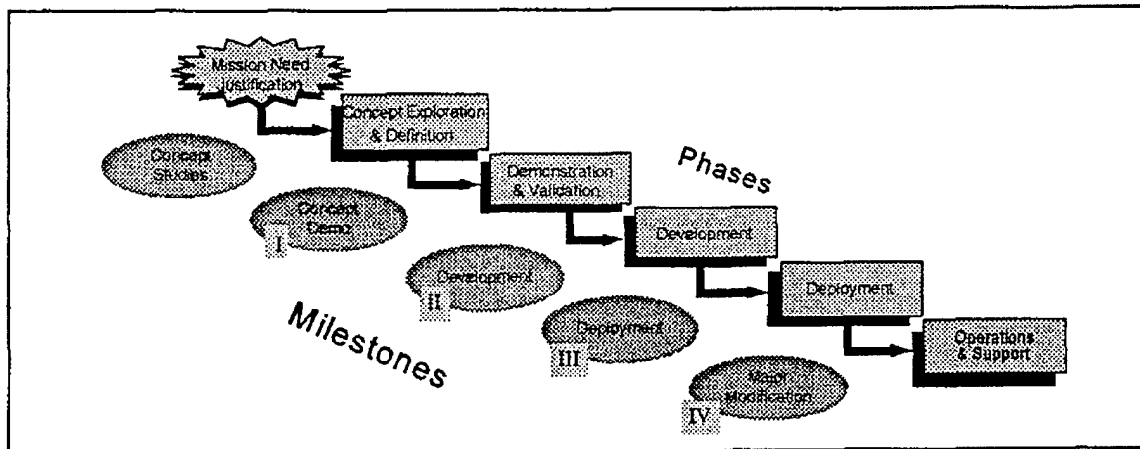 Mission Need
Justification
Concept Exploration
& Definition
Demonstration
& Validation
Phases
Development
Deployment
Operations
& Support
Concept
Studies
Concept
Demo
I
Development
II
Deployment
III
Major
Modification
IV
Milestones